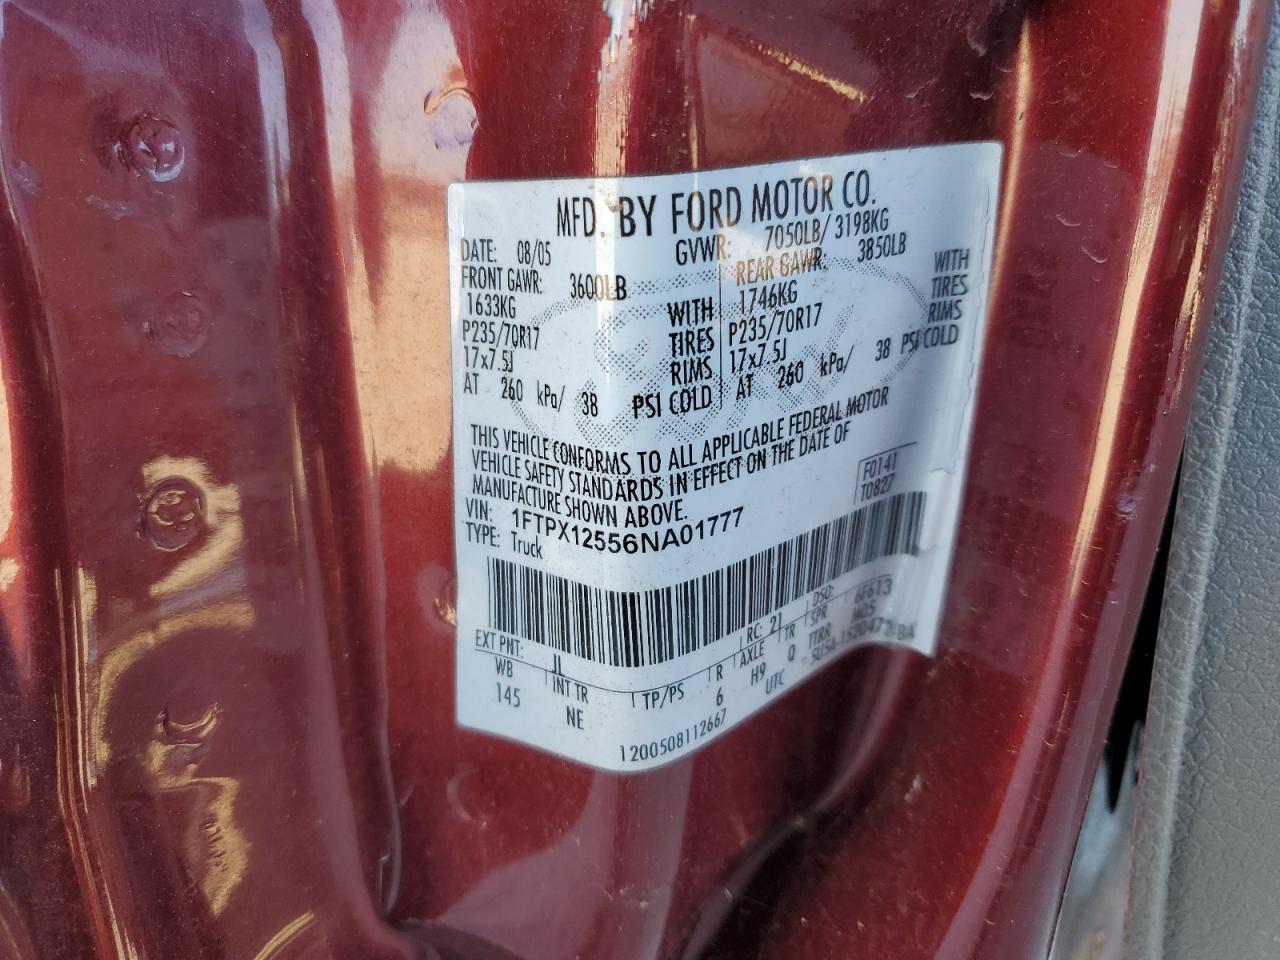 MFD. BY FORD MOTOR CO.
DATE: 08/05 GVWR: 7050LB/ 3198KG
FRONT GAWR: 3600LB REAR GAWR: 3850LB
1633KG WITH 1746KG WITH
P235/70R17 TIRES P235/70R17 TIRES
17x7.5J RIMS 17x7.5J RIMS
AT 260 kPa/ 38 PSI COLD AT 260 kPa/ 38 PSI COLD
THIS VEHICLE CONFORMS TO ALL APPLICABLE FEDERAL MOTOR
VEHICLE SAFETY STANDARDS IN EFFECT ON THE DATE OF
MANUFACTURE SHOWN ABOVE.
F0141
T0827
VIN: 1FTPX12556NA01777
TYPE: Truck
EXT PNT: JL RC: 21 DSO: 6F613
WB INT TR TP/PS R AXLE TR SPR
145 NE 6 H9 Q TTRR
UTC
1200508112667